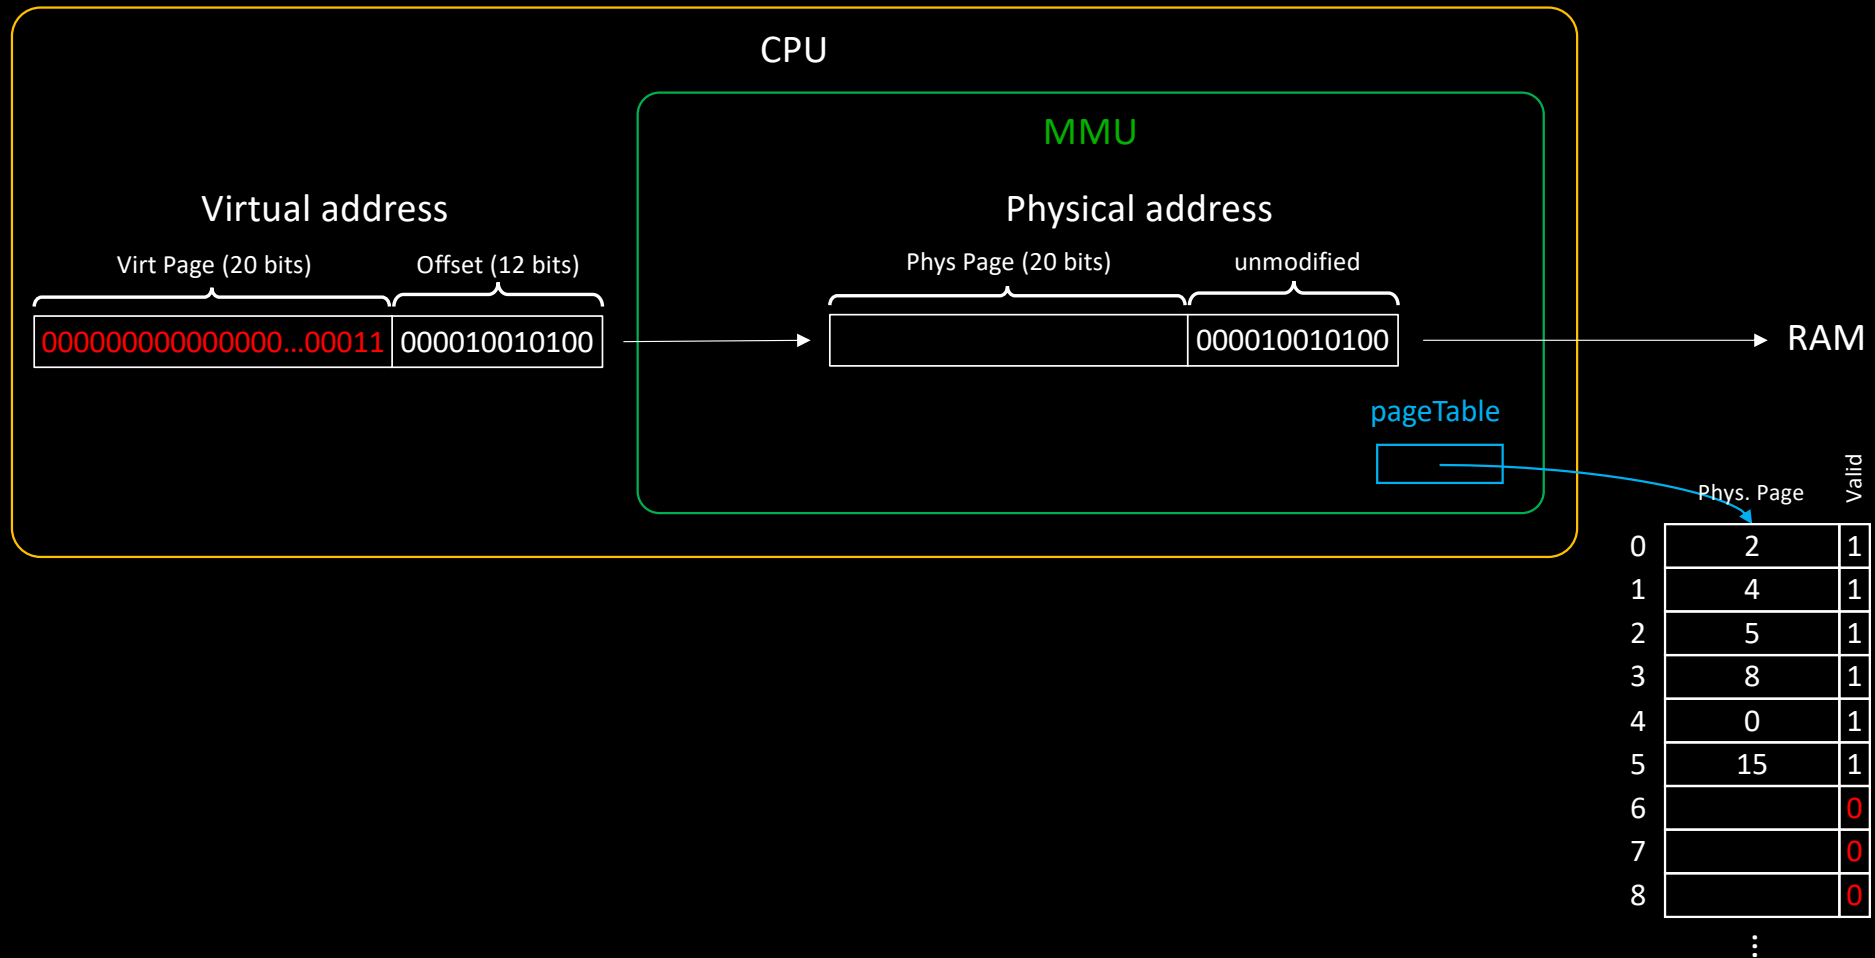 CPU
MMU
Virtual address
Physical address
Virt Page (20 bits)
Offset (12 bits)
Phys Page (20 bits)
unmodified
000000000000000...00011
000010010100
000010010100
RAM
pageTable
Phys. Page
Valid
0 2 1
1 4 1
2 5 1
3 8 1
4 0 1
5 15 1
6 0
7 0
8 0
...